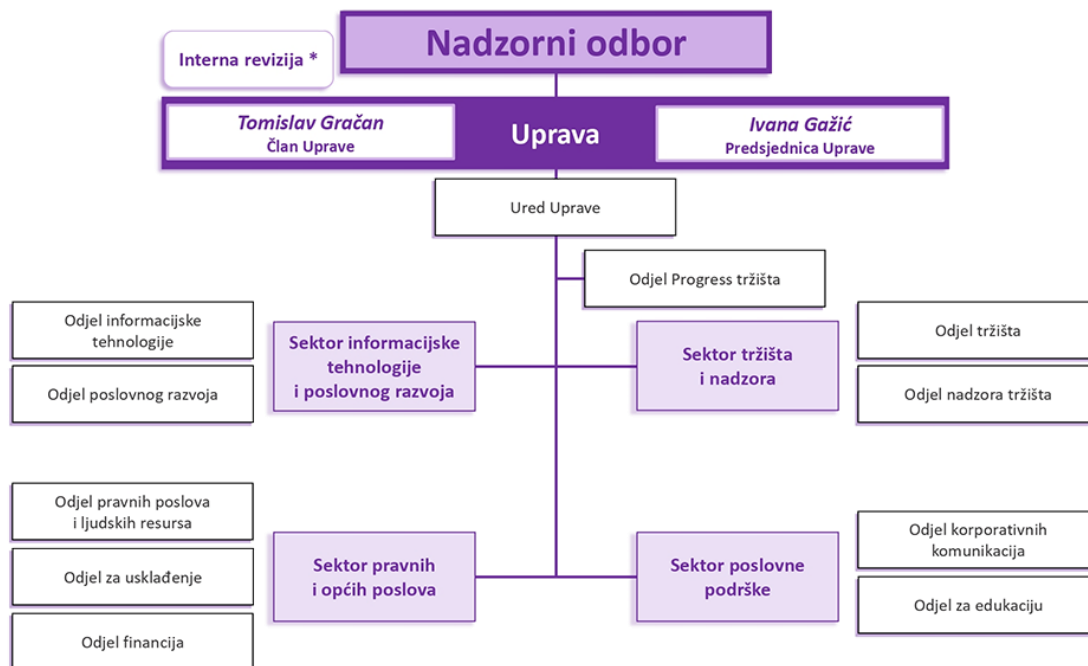 Nadzorni odbor
Interna revizija *
Tomislav Gračan
Član Uprave
Uprava
Ivana Gažić
Predsjednica Uprave
Ured Uprave
Odjel Progress tržišta
Odjel informacijske
tehnologije
Odjel poslovnog razvoja
Sektor informacijske
tehnologije
i poslovnog razvoja
Sektor tržišta
i nadzora
Odjel tržišta
Odjel nadzora tržišta
Odjel pravnih poslova
i ljudskih resursa
Odjel za usklađenje
Odjel financija
Sektor pravnih
i općih poslova
Sektor poslovne
podrške
Odjel korporativnih
komunikacija
Odjel za edukaciju